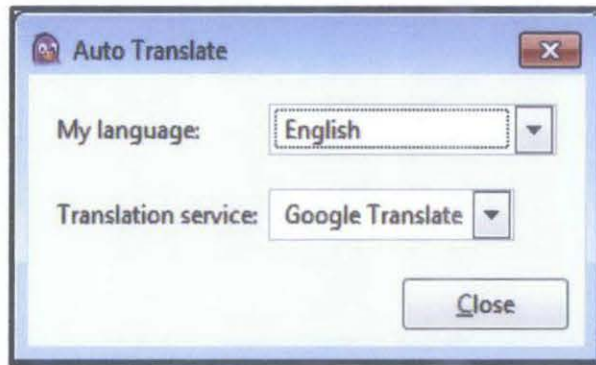 Auto Translate
My language: English
Translation service: Google Translate
Close